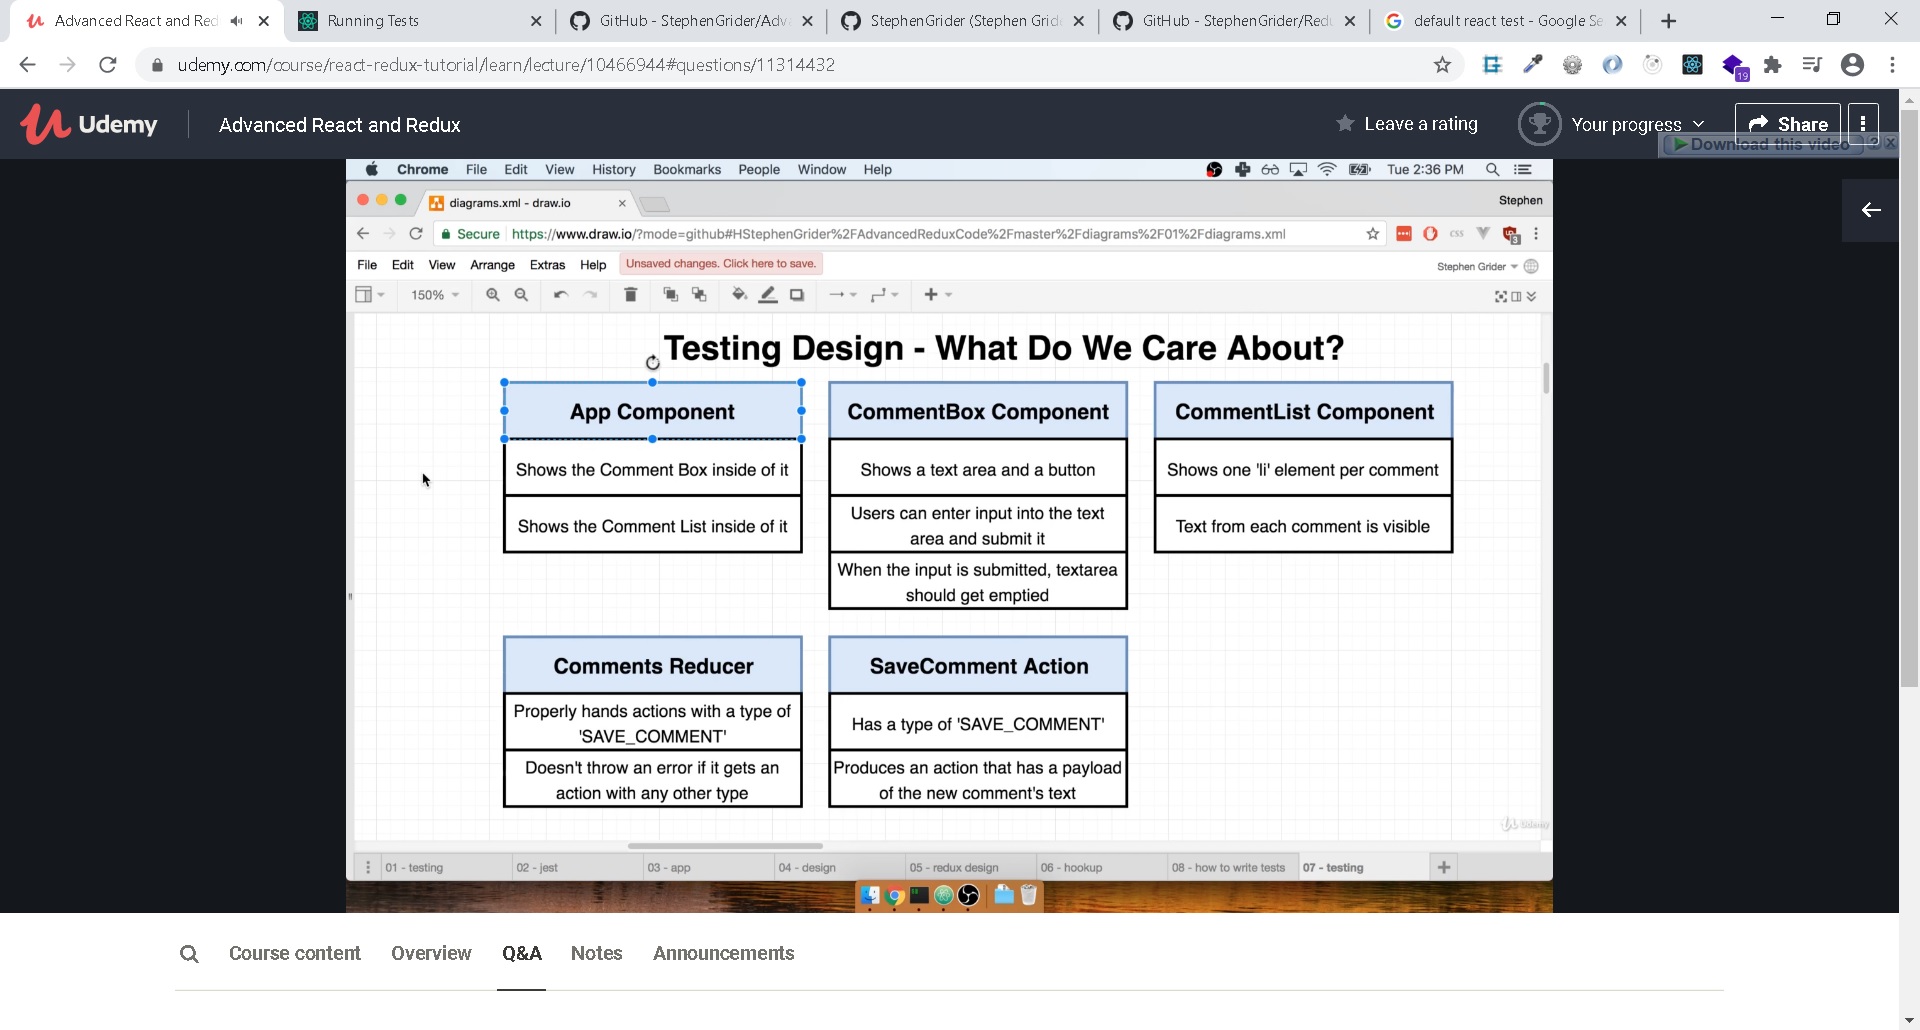 Advanced React and Red
Running Tests
GitHub - StephenGrider/Adv
StephenGrider (Stephen Gride
GitHub - StephenGrider/Redu
default react test - Google Se
udemy.com/course/react-redux-tutorial/learn/lecture/10466944#questions/11314432
19
Udemy
Advanced React and Redux
Leave a rating
Your progress
Share
Download this video
Chrome File Edit View History Bookmarks People Window Help
Tue 2:36 PM
diagrams.xml - draw.io
Stephen
Secure
https://www.draw.io/?mode=github#HStephenGrider%2FAdvancedReduxCode%2Fmaster%2Fdiagrams%2F01%2Fdiagrams.xml
css
3
File Edit View Arrange Extras Help
Unsaved changes. Click here to save.
Stephen Grider
150%
Testing Design - What Do We Care About?
App Component
Shows the Comment Box inside of it
Shows the Comment List inside of it
CommentBox Component
Shows a text area and a button
Users can enter input into the text
area and submit it
When the input is submitted, textarea
should get emptied
CommentList Component
Shows one 'li' element per comment
Text from each comment is visible
Comments Reducer
Properly hands actions with a type of
'SAVE_COMMENT'
Doesn't throw an error if it gets an
action with any other type
SaveComment Action
Has a type of 'SAVE_COMMENT'
Produces an action that has a payload
of the new comment's text
Udemy
01 - testing
02 - jest
03 - app
04 - design
05 - redux design
06 - hookup
08 - how to write tests
07 - testing
Course content
Overview
Q&A
Notes
Announcements